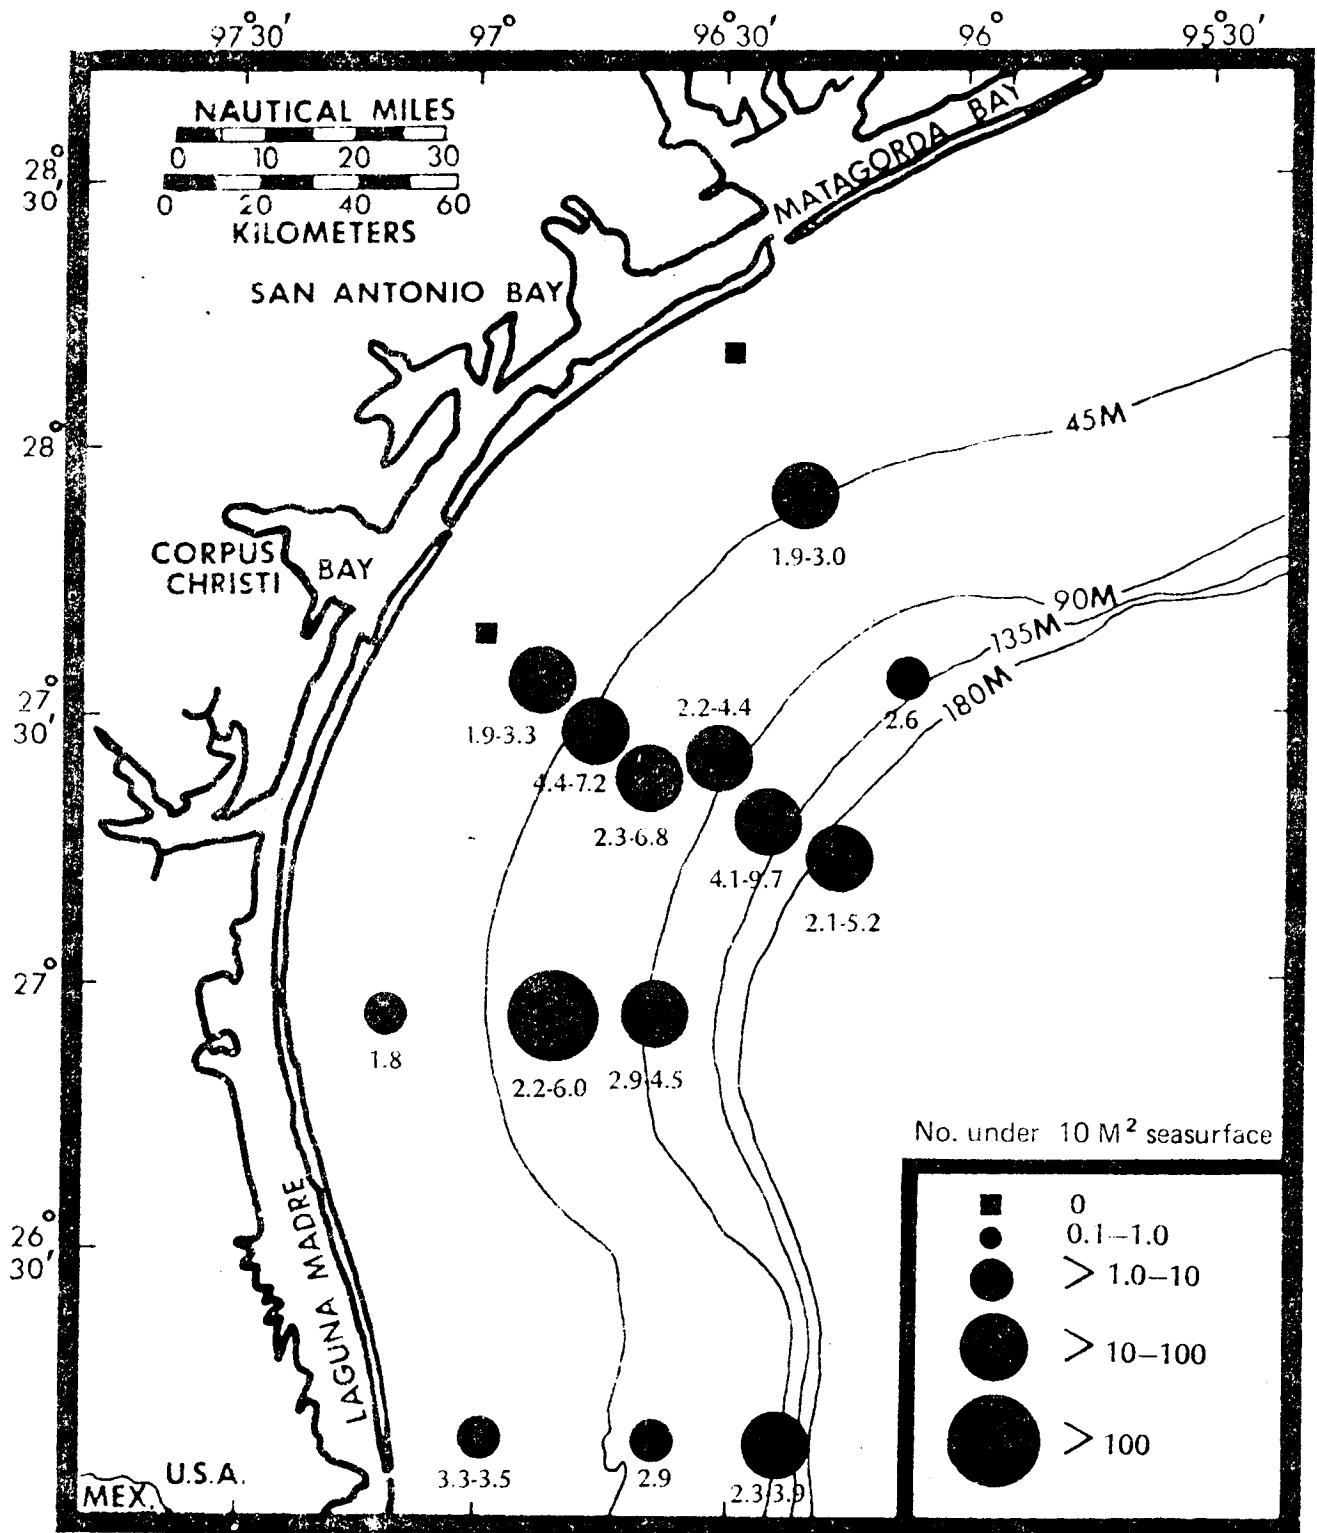 97°30′ 97° 96°30′ 96° 95°30′
NAUTICAL MILES
0 10 20 30
0 20 40 60
KILOMETERS
28°
30′
MATAGORDA BAY
SAN ANTONIO BAY
28°
45M
1.9-3.0
CORPUS
CHRISTI BAY
90M
135M
180M
27°
30′
2.6
2.2-4.4
1.9-3.3
4.4-7.2
2.3-6.8
4.1-9.7
2.1-5.2
27°
1.8
2.2-6.0
2.9-4.5
No. under 10 M² seasurface
0
0.1–1.0
> 1.0–10
> 10–100
> 100
26°
30′
LAGUNA MADRE
3.3-3.5
2.9
2.3-3.9
U.S.A.
MEX.